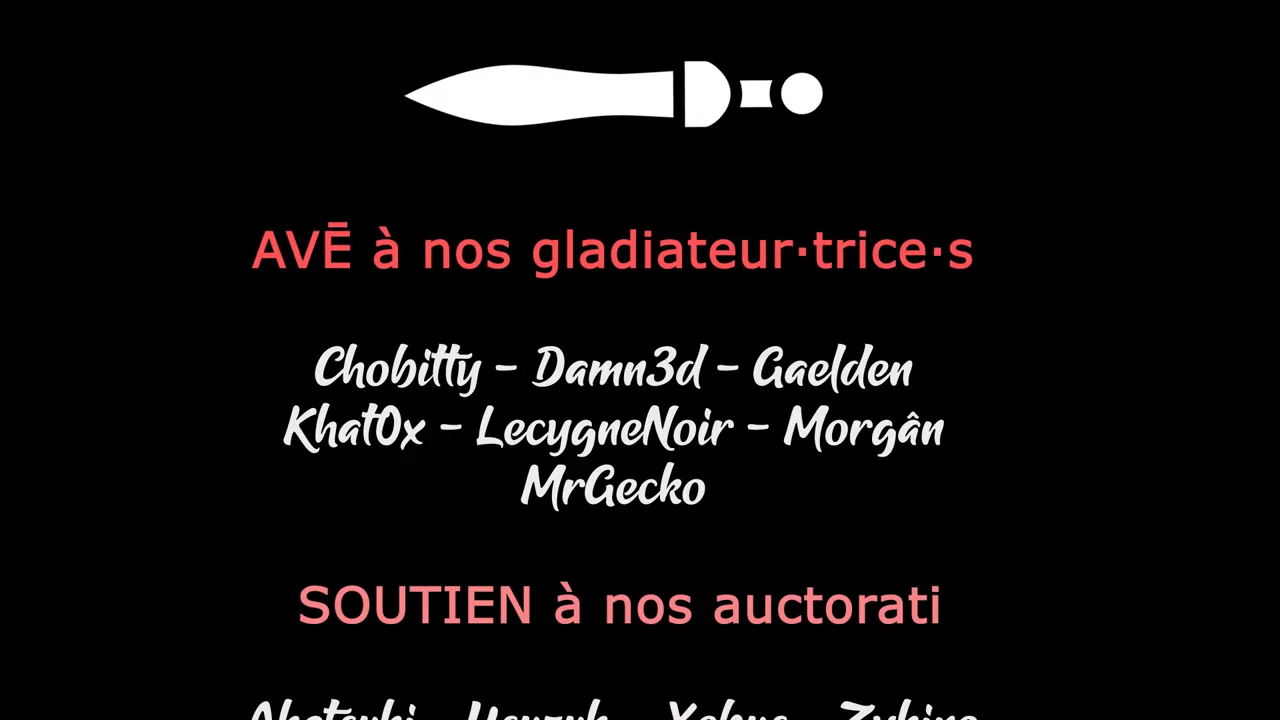 AVĒ à nos gladiateur·trice·s
Chobitty - Damn3d - Gaelden
Khat0x - LecygneNoir - Morgân
MrGecko
SOUTIEN à nos auctorati